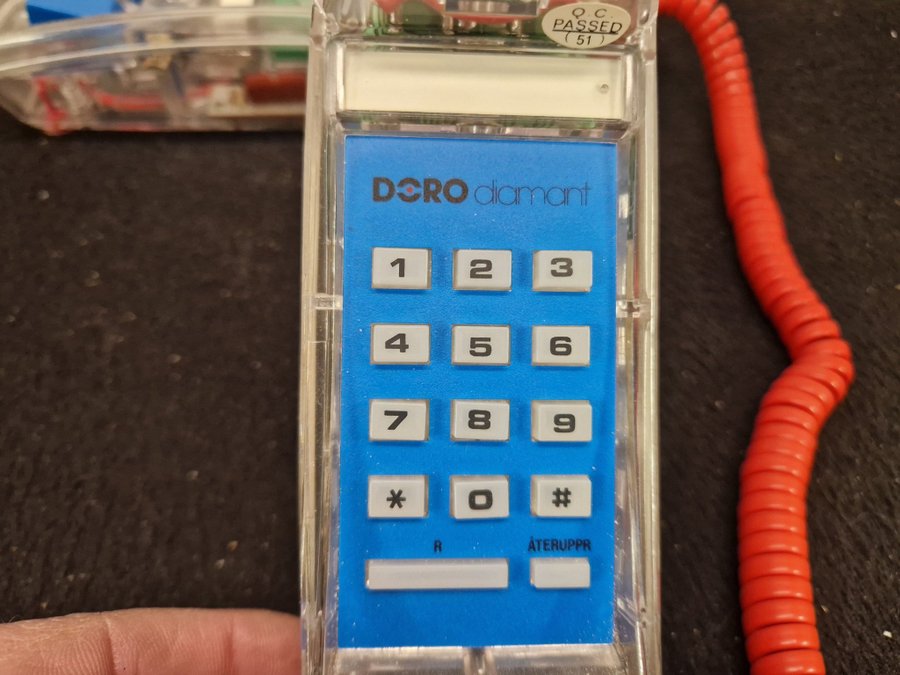 Q.C.
PASSED
(51)
DORO diamant
1 2 3
4 5 6
7 8 9
* 0 #
R ÅTERUPPR